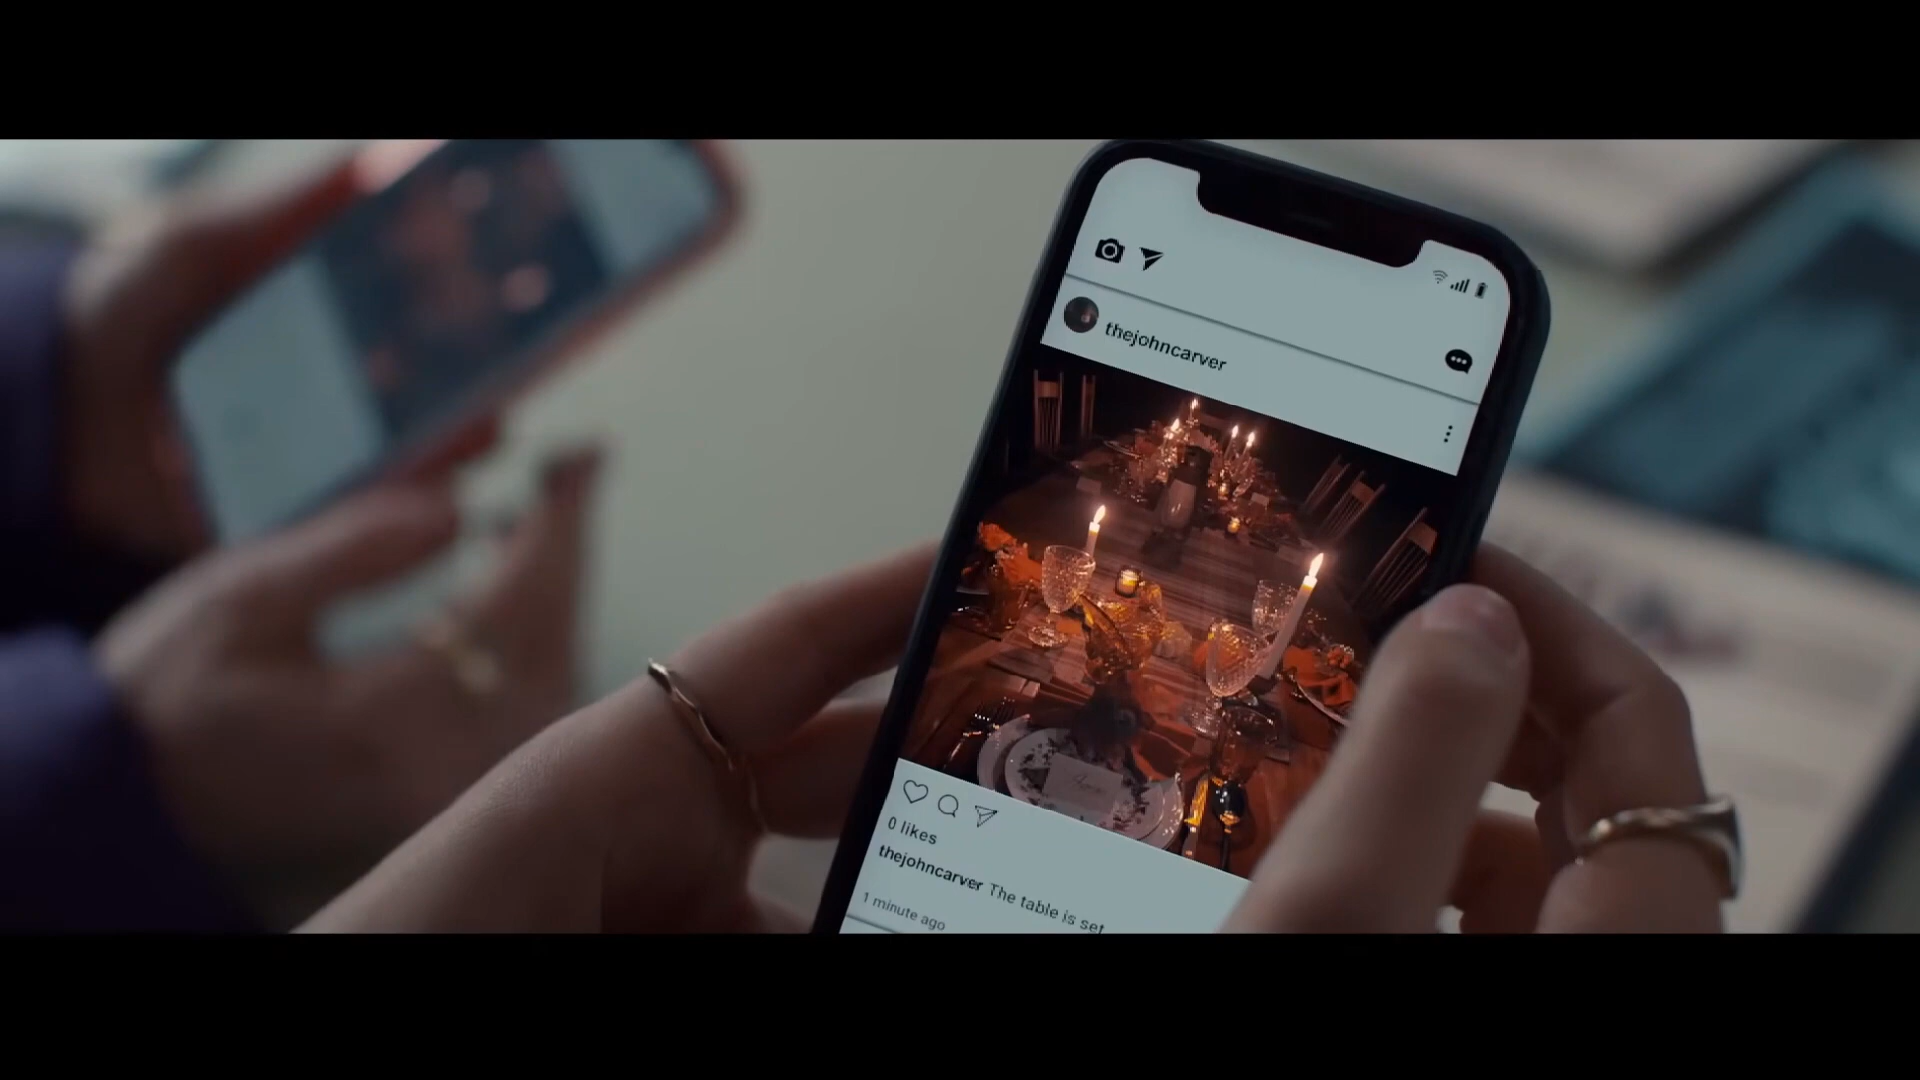 thejohncarver
0 likes
thejohncarver The table is set
1 minute ago